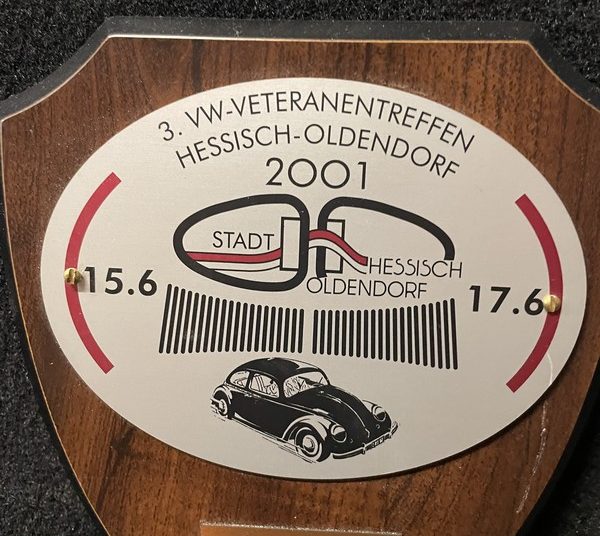 3. VW-VETERANENTREFFEN
HESSISCH-OLDENDORF
2001
STADT
HESSISCH
OLDENDORF
15.6
17.6